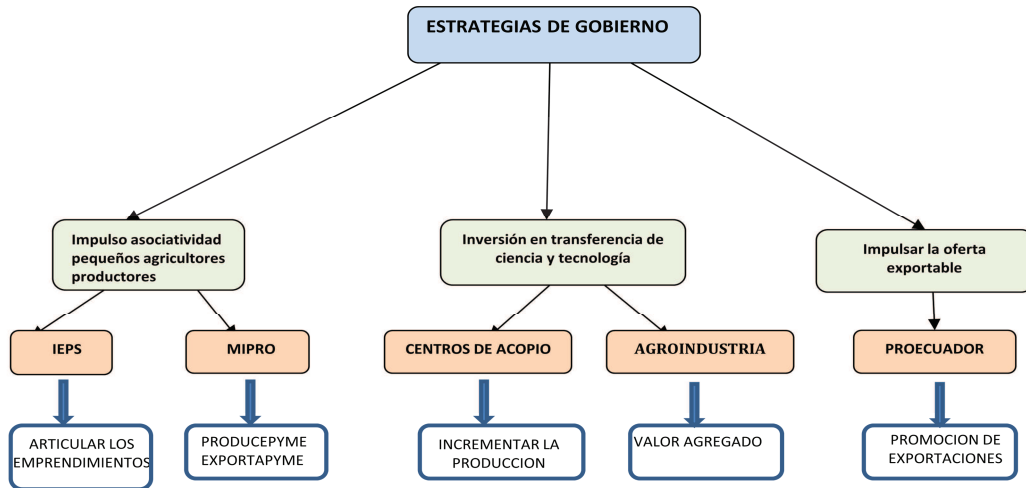 ESTRATEGIAS DE GOBIERNO
Impulso asociatividad
pequeños agricultores
productores
Inversión en transferencia de
ciencia y tecnología
Impulsar la oferta
exportable
IEPS
MIPRO
CENTROS DE ACOPIO
AGROINDUSTRIA
PROECUADOR
ARTICULAR LOS
EMPRENDIMIENTOS
PRODUCEPYME
EXPORTAPYME
INCREMENTAR LA
PRODUCCION
VALOR AGREGADO
PROMOCION DE
EXPORTACIONES